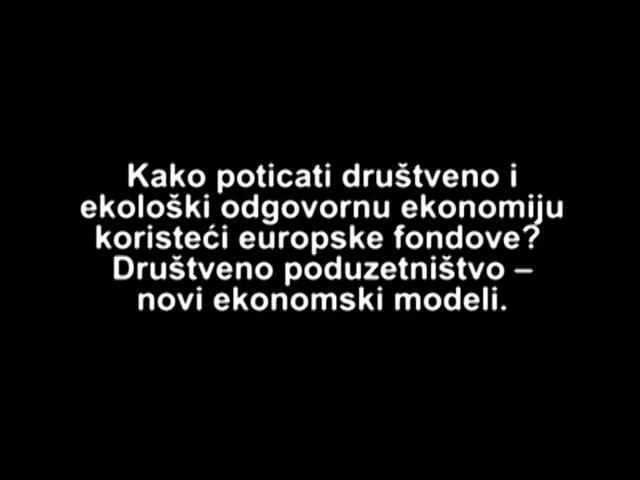 Kako poticati društveno i
ekološki odgovornu ekonomiju
koristeći europske fondove?
Društveno poduzetništvo –
novi ekonomski modeli.